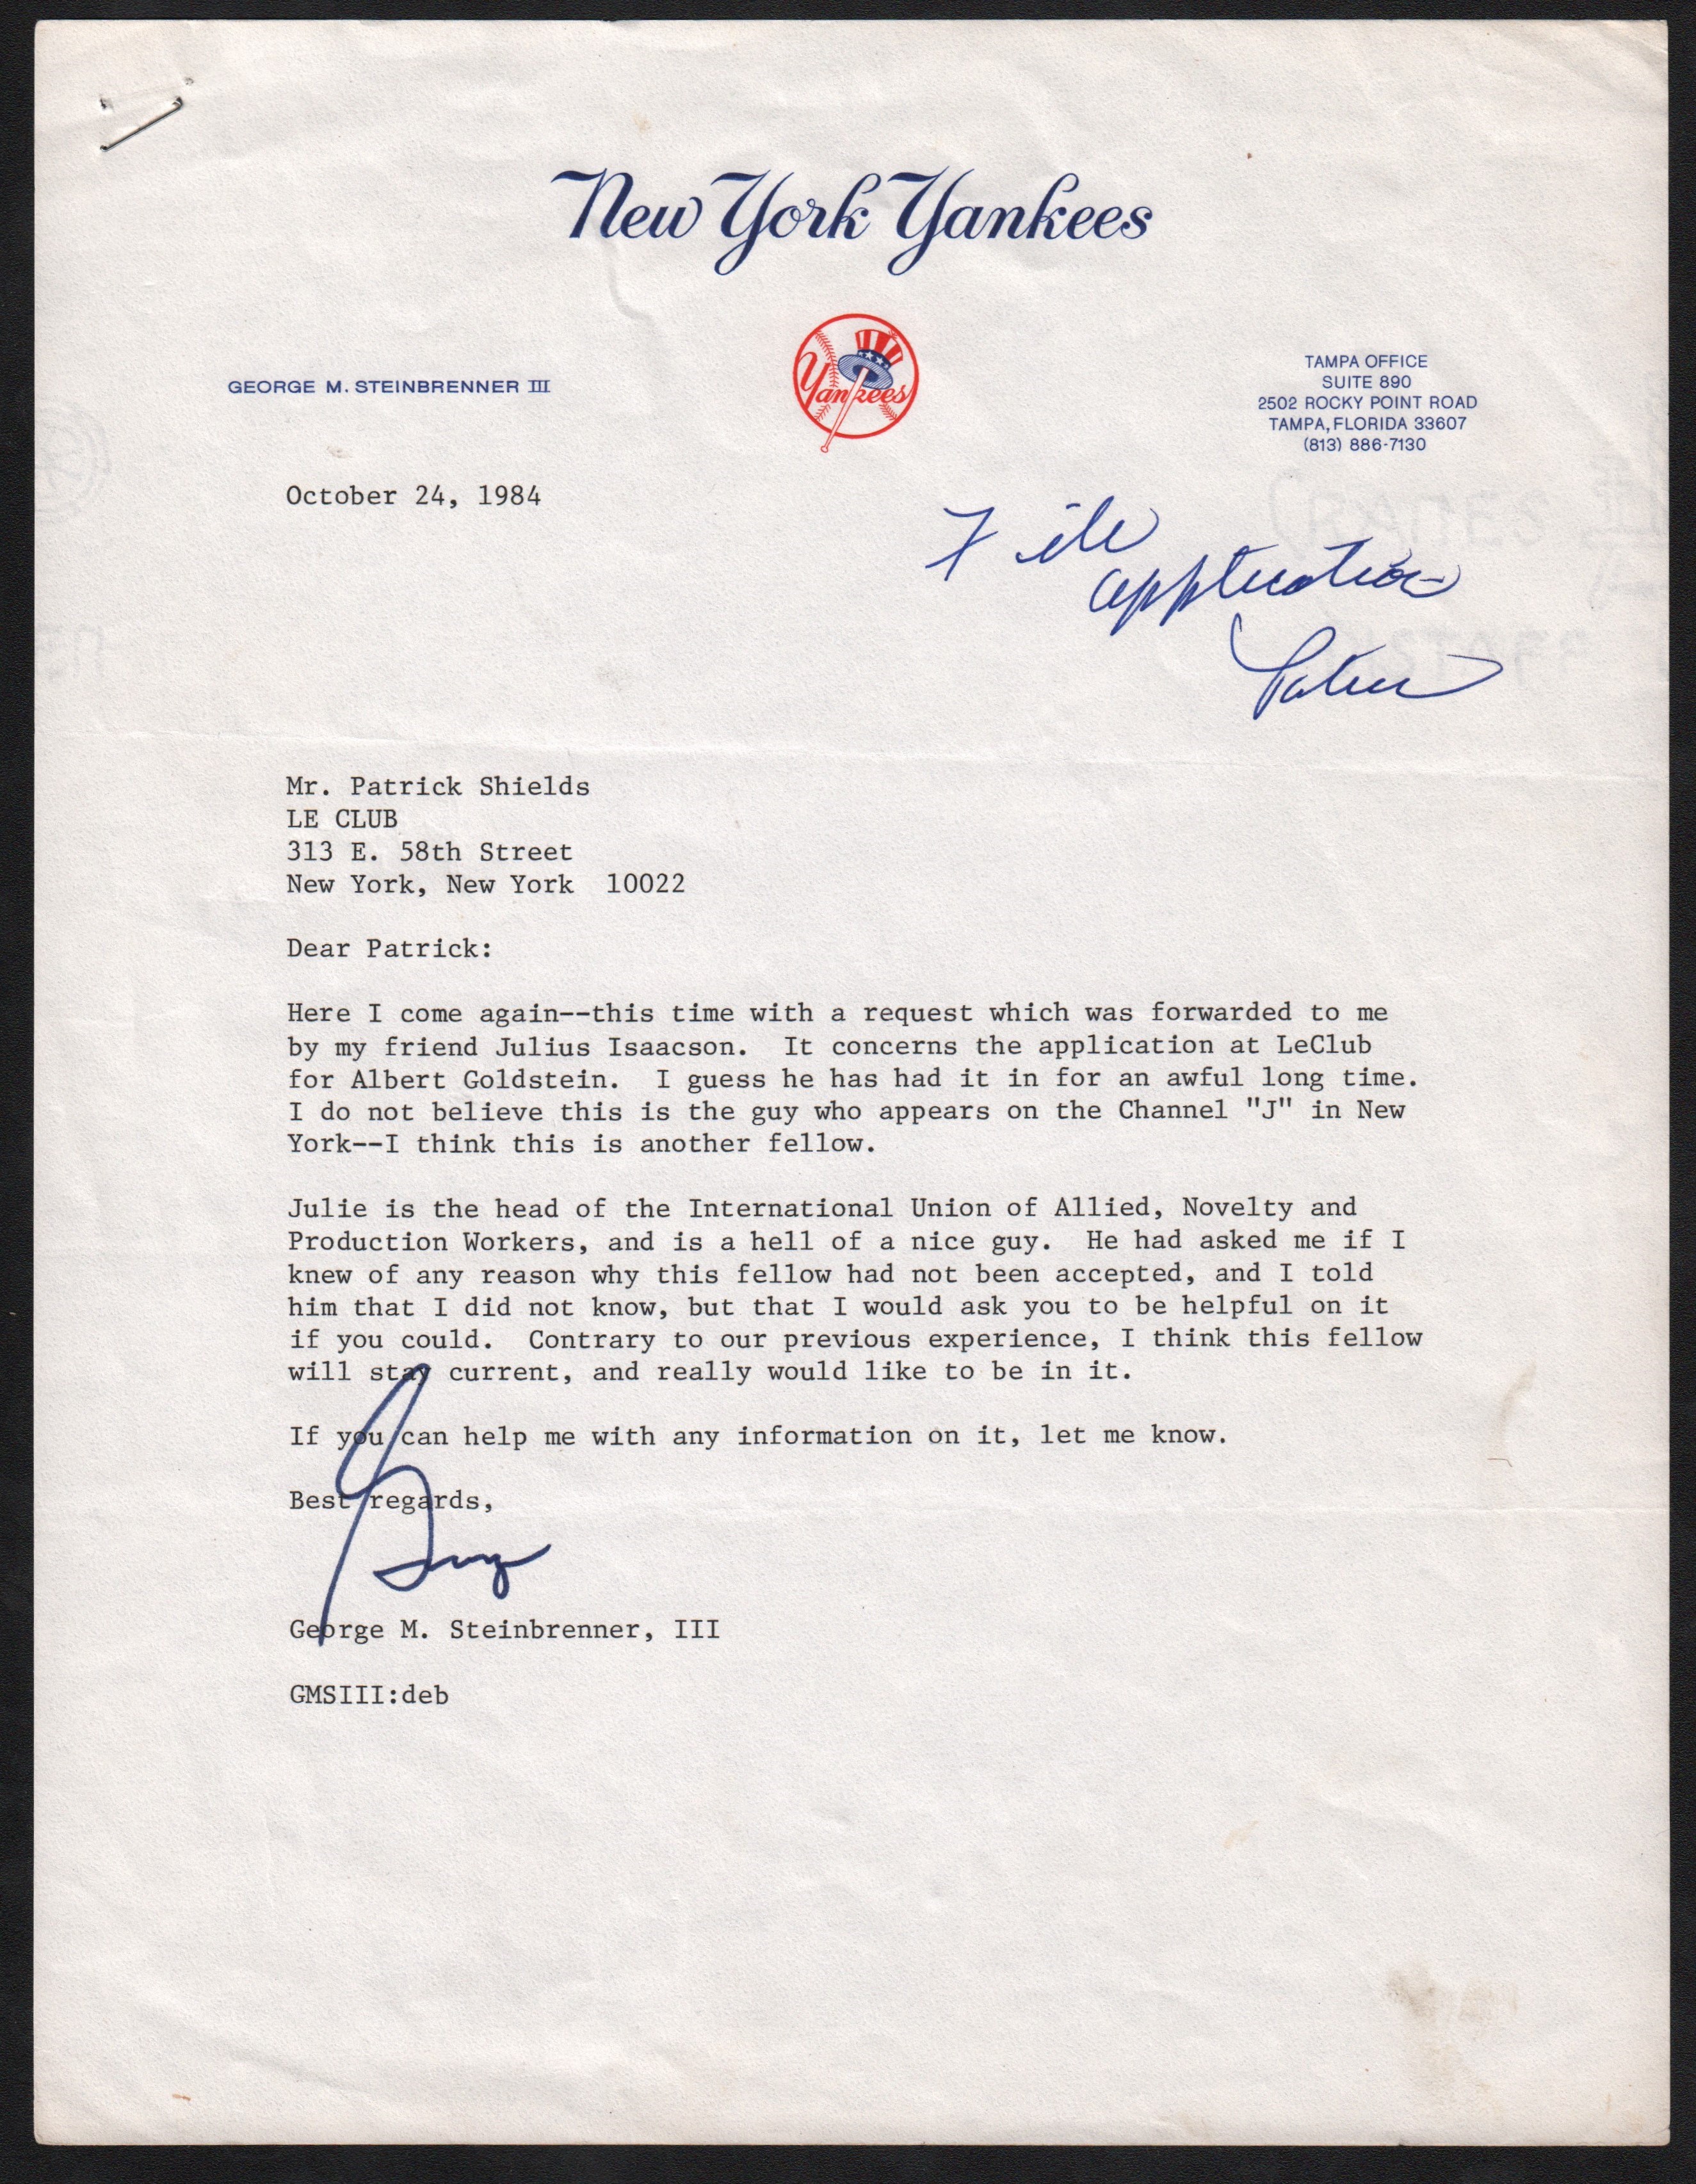 New York Yankees
Yankees
GEORGE M. STEINBRENNER III
TAMPA OFFICE
SUITE 890
2502 ROCKY POINT ROAD
TAMPA, FLORIDA 33607
(813) 886-7130
October 24, 1984
File
application
Mr. Patrick Shields
LE CLUB
313 E. 58th Street
New York, New York  10022
Dear Patrick:
Here I come again--this time with a request which was forwarded to me
by my friend Julius Isaacson.  It concerns the application at LeClub
for Albert Goldstein.  I guess he has had it in for an awful long time.
I do not believe this is the guy who appears on the Channel "J" in New
York--I think this is another fellow.
Julie is the head of the International Union of Allied, Novelty and
Production Workers, and is a hell of a nice guy.  He had asked me if I
knew of any reason why this fellow had not been accepted, and I told
him that I did not know, but that I would ask you to be helpful on it
if you could.  Contrary to our previous experience, I think this fellow
will stay current, and really would like to be in it.
If you can help me with any information on it, let me know.
Best regards,
George
George M. Steinbrenner, III
GMSIII:deb